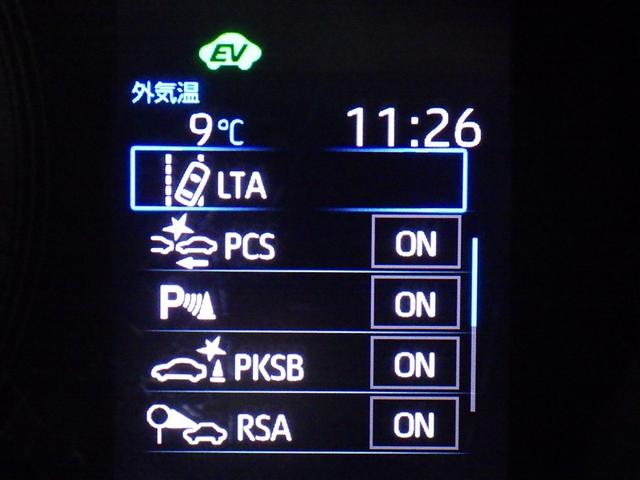 EV
外気温
9℃ 11:26
LTA
PCS ON
P ON
PKSB ON
RSA ON